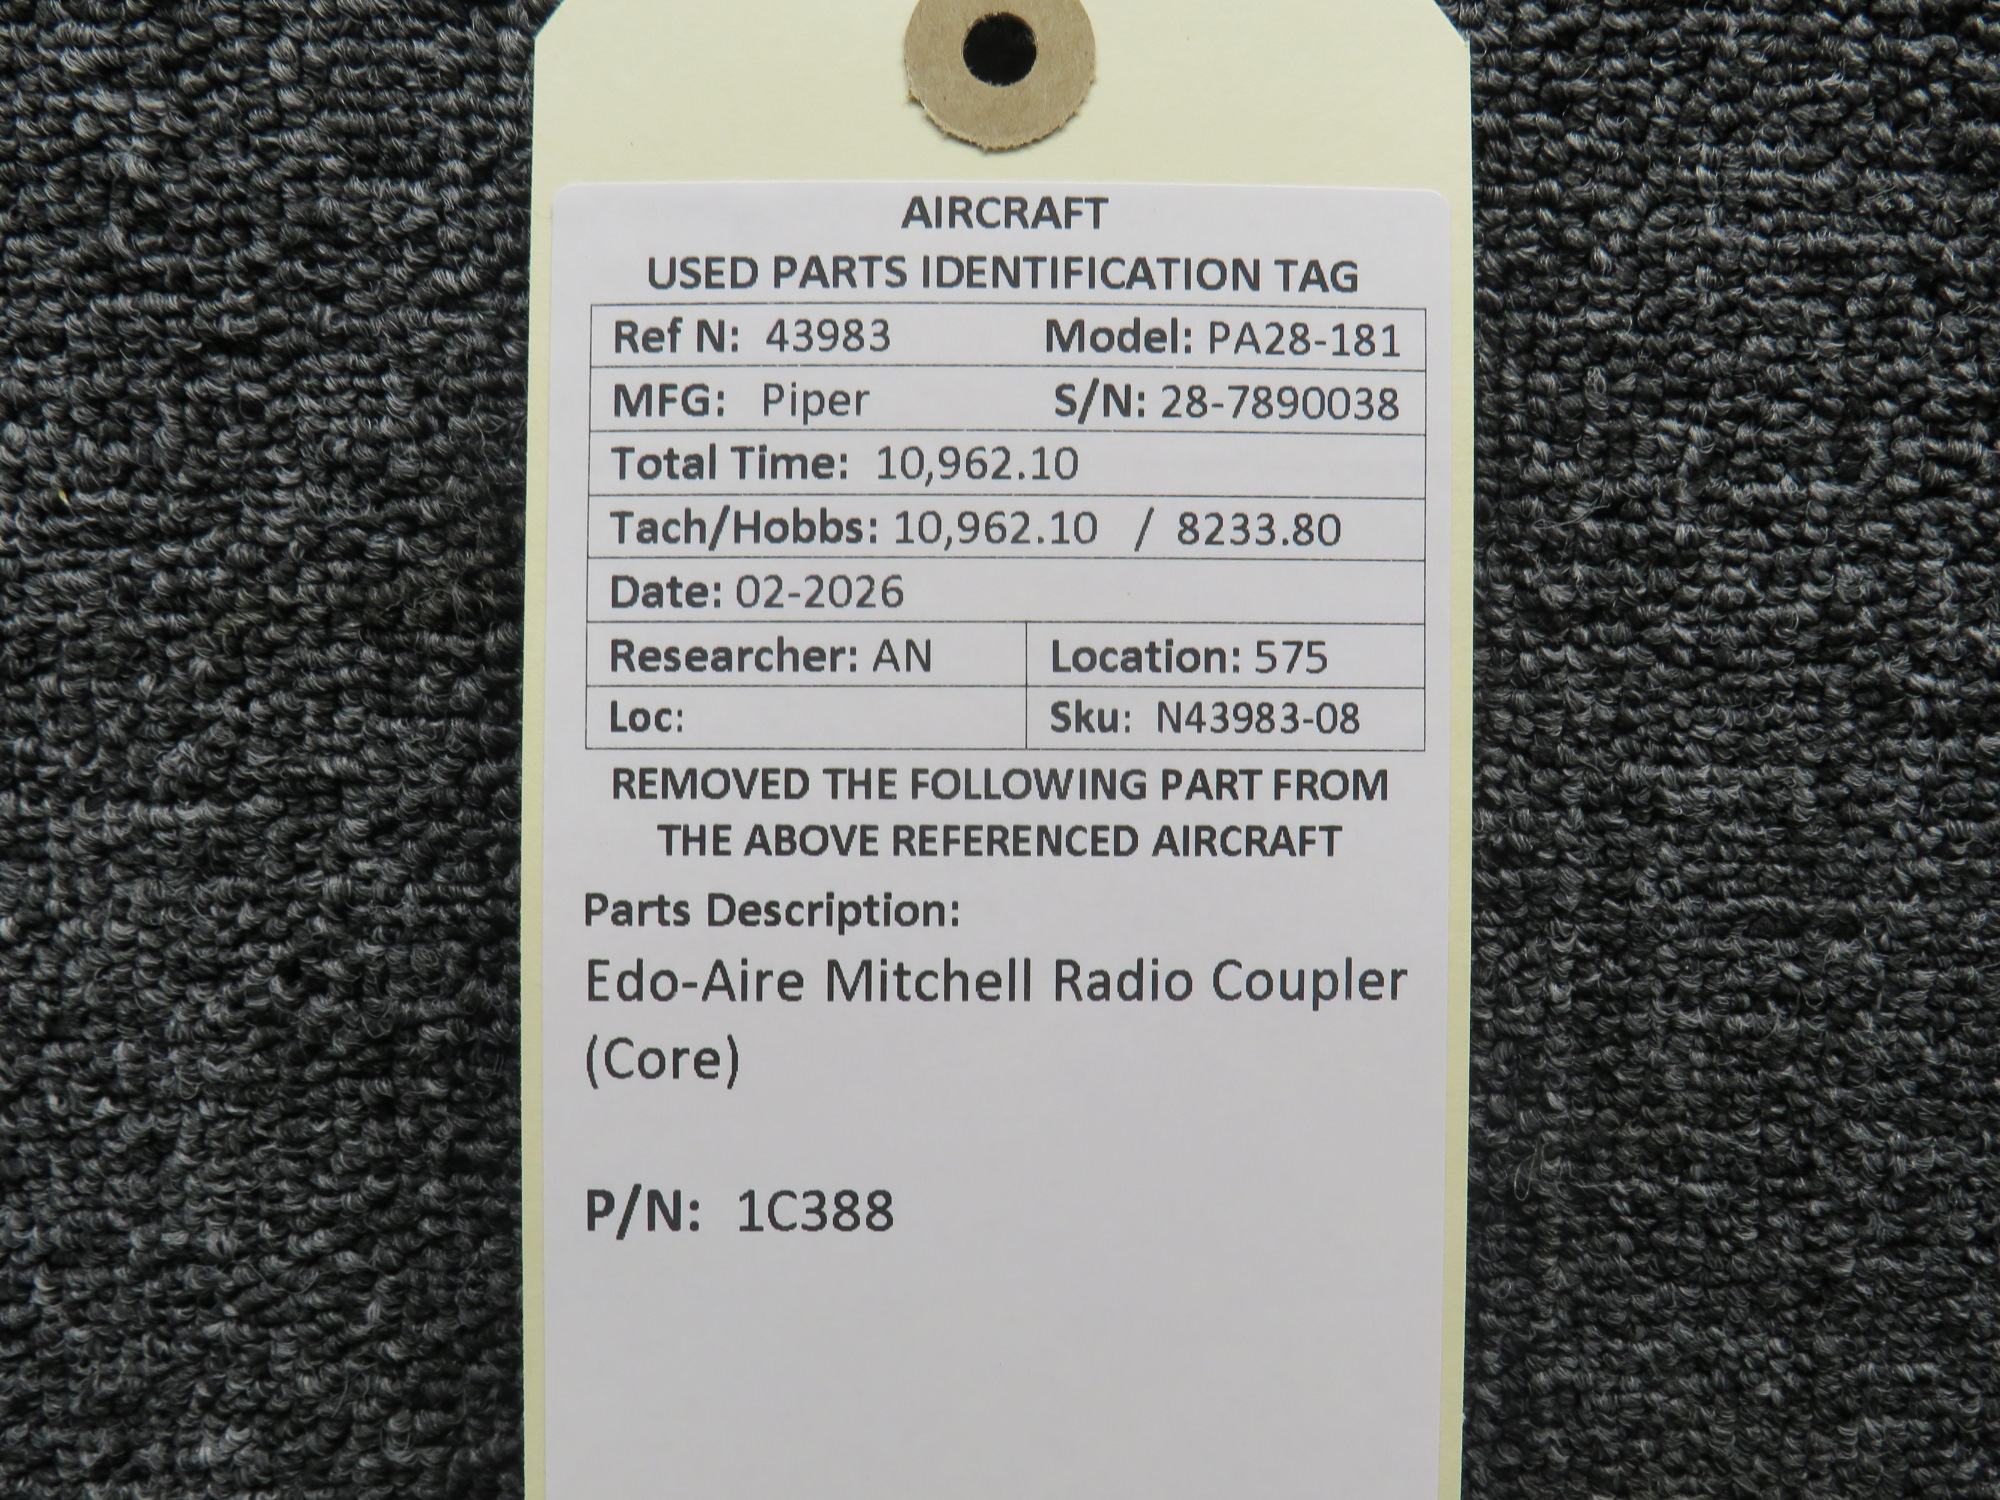 AIRCRAFT
USED PARTS IDENTIFICATION TAG
Ref N: 43983 Model: PA28-181
MFG: Piper S/N: 28-7890038
Total Time: 10,962.10
Tach/Hobbs: 10,962.10 / 8233.80
Date: 02-2026
Researcher: AN Location: 575
Loc: Sku: N43983-08
REMOVED THE FOLLOWING PART FROM
THE ABOVE REFERENCED AIRCRAFT
Parts Description:
Edo-Aire Mitchell Radio Coupler
(Core)
P/N: 1C388